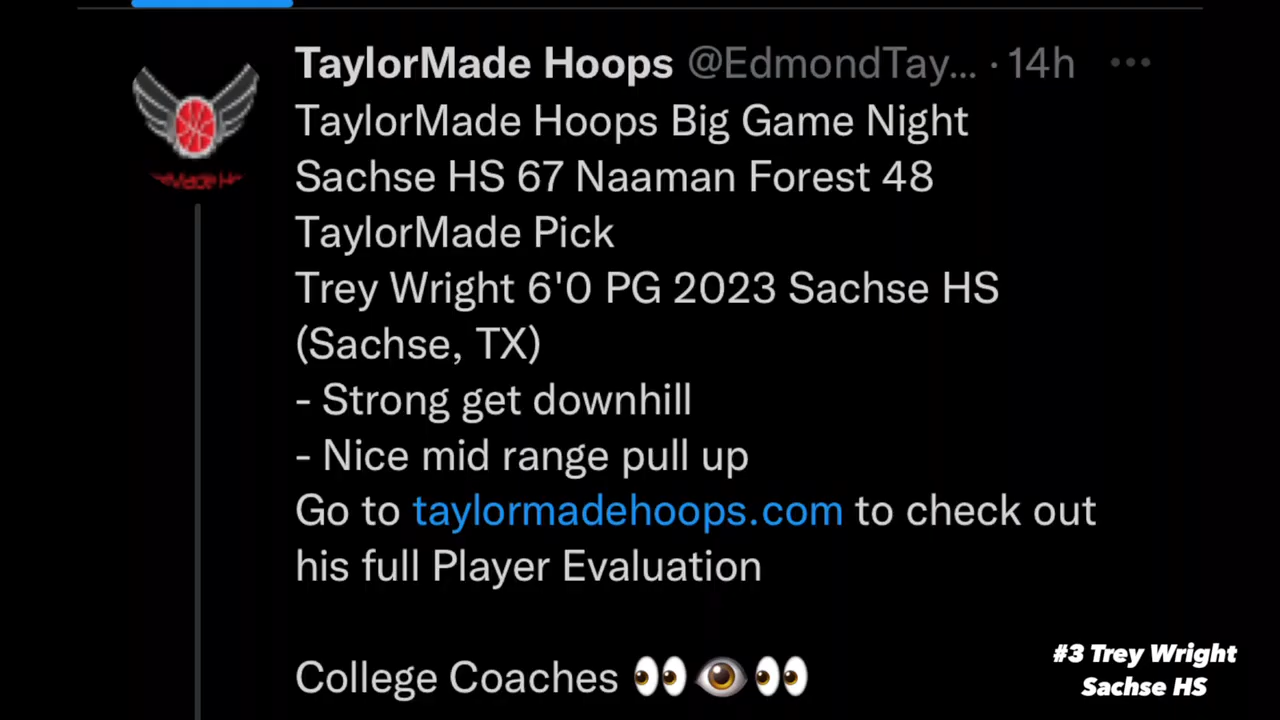 TaylorMade Hoops @EdmondTay... · 14h
TaylorMade Hoops Big Game Night
Sachse HS 67 Naaman Forest 48
TaylorMade Pick
Trey Wright 6'0 PG 2023 Sachse HS
(Sachse, TX)
- Strong get downhill
- Nice mid range pull up
Go to taylormadehoops.com to check out
his full Player Evaluation
College Coaches 👀👁️👀
#3 Trey Wright
Sachse HS